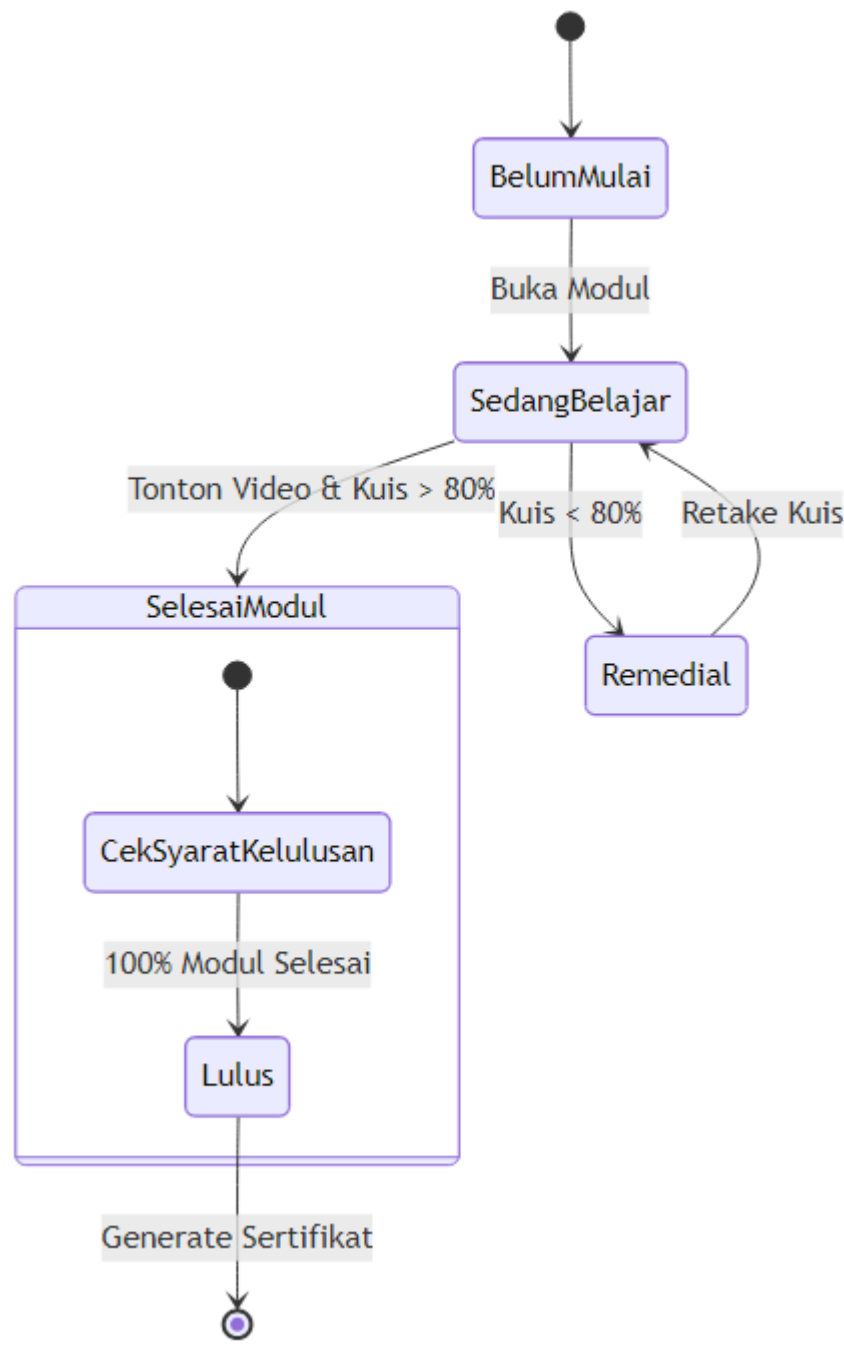 BelumMulai
Buka Modul
SedangBelajar
Tonton Video & Kuis > 80%
Kuis < 80%
Retake Kuis
SelesaiModul
Remedial
CekSyaratKelulusan
100% Modul Selesai
Lulus
Generate Sertifikat